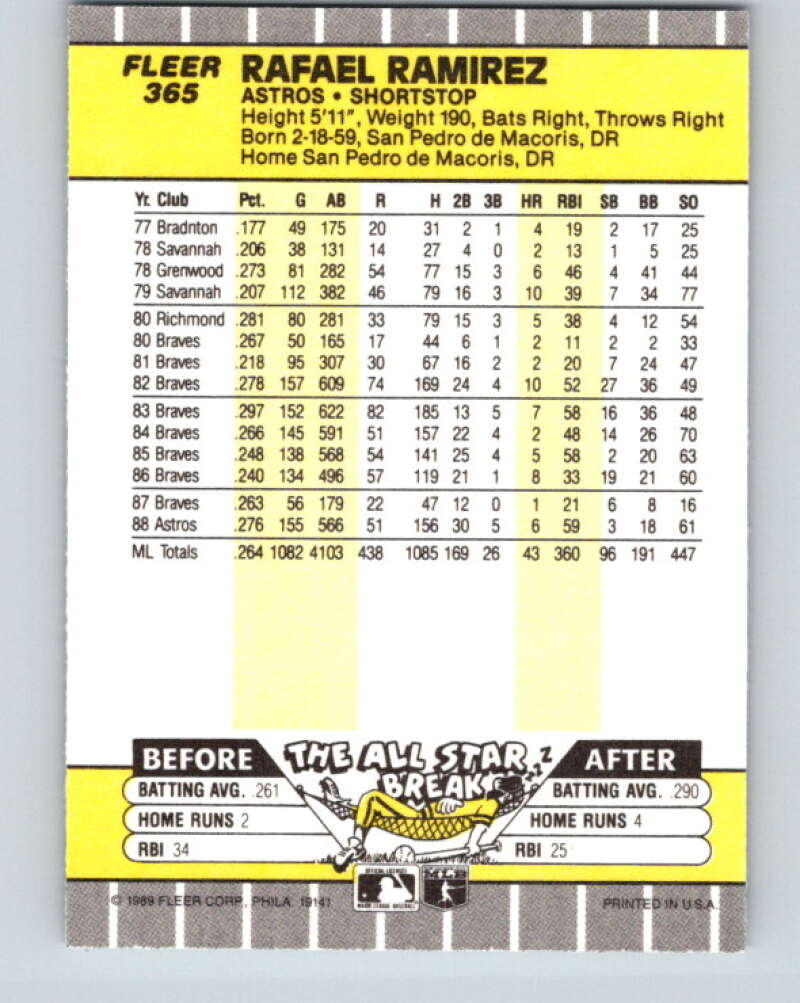 FLEER
365
RAFAEL RAMIREZ
ASTROS • SHORTSTOP
Height 5'11", Weight 190, Bats Right, Throws Right
Born 2-18-59, San Pedro de Macoris, DR
Home San Pedro de Macoris, DR
Yr. Club Pct. G AB R H 2B 3B HR RBI SB BB SO
77 Bradnton .177 49 175 20 31 2 1 4 19 2 17 25
78 Savannah .206 38 131 14 27 4 0 2 13 1 5 25
78 Grenwood .273 81 282 54 77 15 3 6 46 4 41 44
79 Savannah .207 112 382 46 79 16 3 10 39 7 34 77
80 Richmond .281 80 281 33 79 15 3 5 38 4 12 54
80 Braves .267 50 165 17 44 6 1 2 11 2 2 33
81 Braves .218 95 307 30 67 16 2 2 20 7 24 47
82 Braves .278 157 609 74 169 24 4 10 52 27 36 49
83 Braves .297 152 622 82 185 13 5 7 58 16 36 48
84 Braves .266 145 591 51 157 22 4 2 48 14 26 70
85 Braves .248 138 568 54 141 25 4 5 58 2 20 63
86 Braves .240 134 496 57 119 21 1 8 33 19 21 60
87 Braves .263 56 179 22 47 12 0 1 21 6 8 16
88 Astros .276 155 566 51 156 30 5 6 59 3 18 61
ML Totals .264 1082 4103 438 1085 169 26 43 360 96 191 447
BEFORE THE ALL STAR BREAK AFTER
zzZ
BATTING AVG. .261 BATTING AVG. .290
HOME RUNS 2 HOME RUNS 4
RBI 34 RBI 25
OFFICIAL LICENSEE
MAJOR LEAGUE BASEBALL
MLB
© 1989 FLEER CORP., PHILA. 19141 PRINTED IN U.S.A.